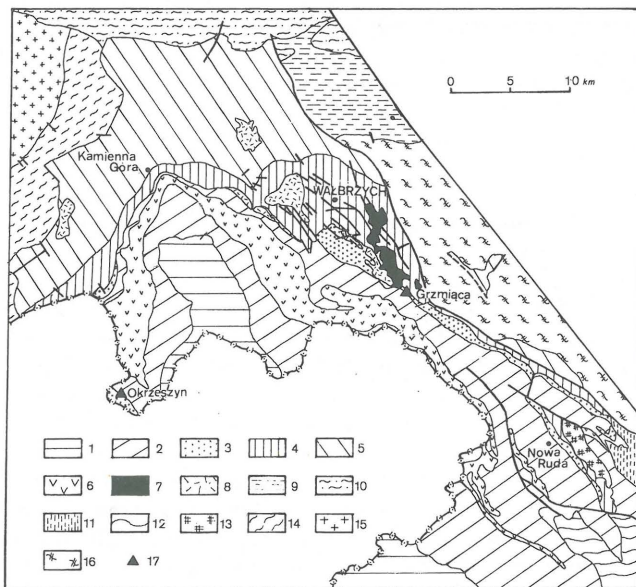 0 5 10 km
Kamienna
Góra
WAŁBRZYCH
Grzmiąca
Okrzeszyn
Nowa
Ruda
1 2 3 4 5
6 7 8 9 10
11 12 13 14 15
16 17